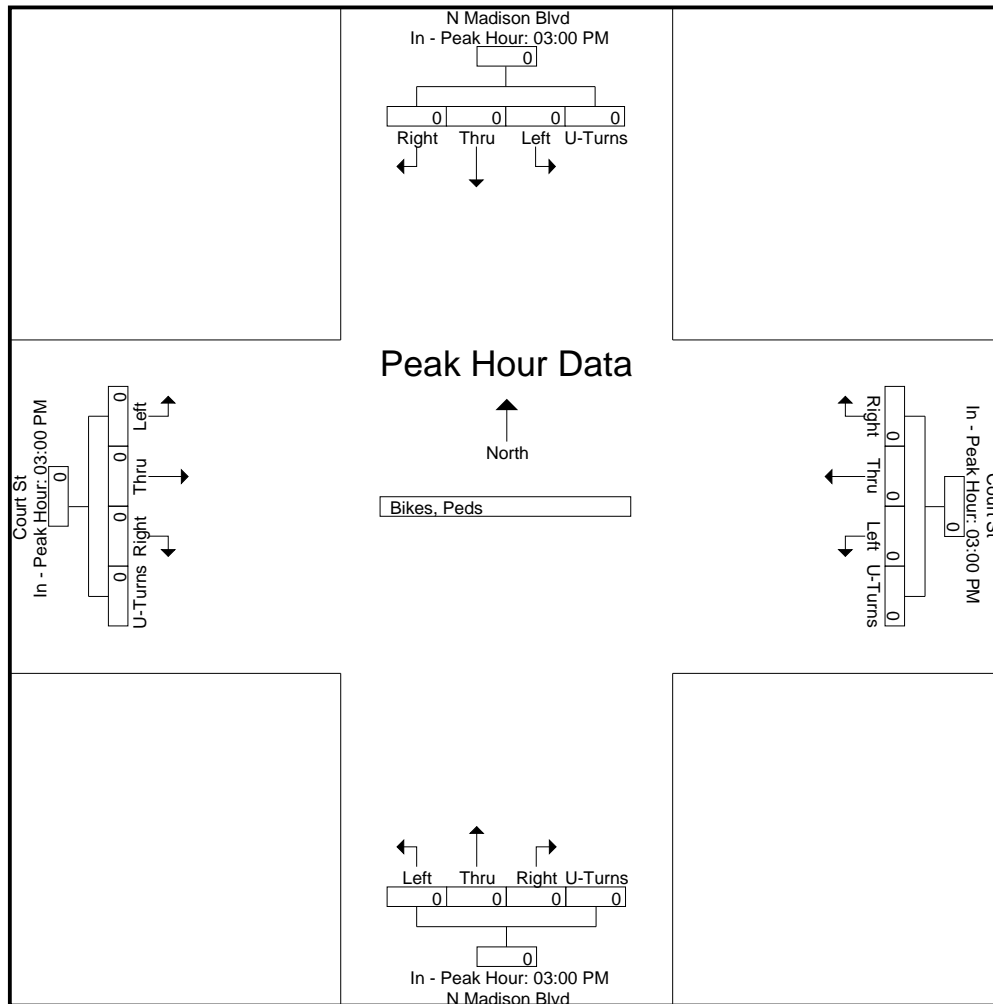 N Madison Blvd
In - Peak Hour: 03:00 PM
0
0 0 0 0
Right Thru Left U-Turns
Peak Hour Data
North
Bikes, Peds
Court St
In - Peak Hour: 03:00 PM
0
0 0 0 0
Left Thru Right U-Turns
Right Thru Left U-Turns
0 0 0 0
0
In - Peak Hour: 03:00 PM
Court St
Left Thru Right U-Turns
0 0 0 0
0
In - Peak Hour: 03:00 PM
N Madison Blvd